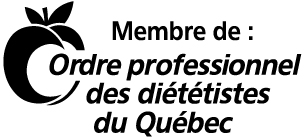 Membre de :
Ordre professionnel
des diététistes
du Québec